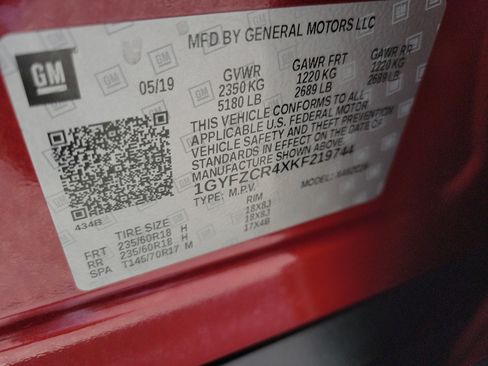 GM
MFD BY GENERAL MOTORS LLC
05/19
GVWR
2350 KG
5180 LB
GAWR FRT
1220 KG
2689 LB
GAWR RR
1220 KG
2689 LB
THIS VEHICLE CONFORMS TO ALL
APPLICABLE U.S. FEDERAL MOTOR
VEHICLE SAFETY AND THEFT PREVENTION
STANDARDS IN EFFECT ON THE DATE OF
MANUFACTURE SHOWN ABOVE.
1GYFZCR4XKF219744
TYPE: M.P.V.
MODEL:
434B
TIRE SIZE
RIM
FRT 235/60R18 H 18X8J
RR 235/60R18 H 18X8J
SPA T145/70R17 M 17X4B